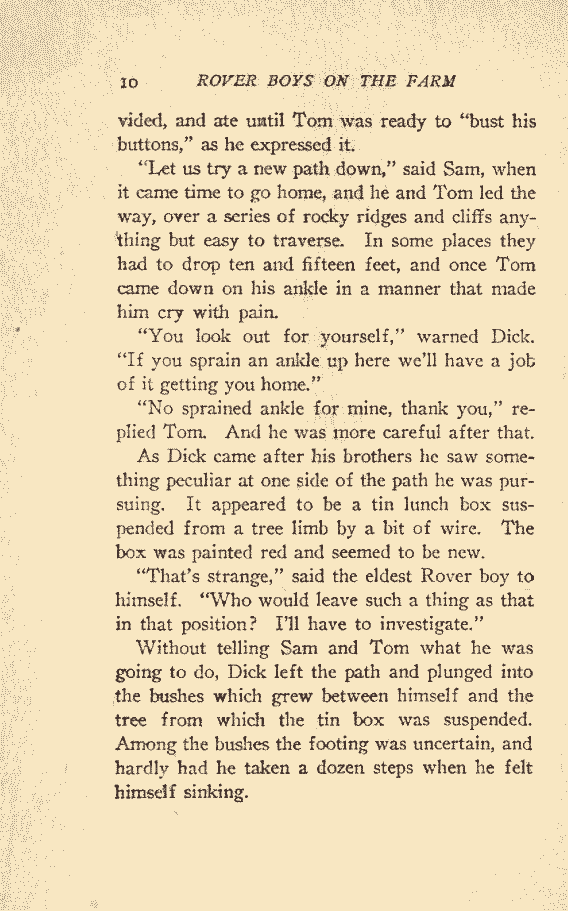 10 ROVER BOYS ON THE FARM
vided, and ate until Tom was ready to “bust his
buttons,” as he expressed it.
“Let us try a new path down,” said Sam, when
it came time to go home, and he and Tom led the
way, over a series of rocky ridges and cliffs any-
thing but easy to traverse. In some places they
had to drop ten and fifteen feet, and once Tom
came down on his ankle in a manner that made
him cry with pain.
“You look out for yourself,” warned Dick.
“If you sprain an ankle up here we’ll have a job
of it getting you home.”
“No sprained ankle for mine, thank you,” re-
plied Tom. And he was more careful after that.
As Dick came after his brothers he saw some-
thing peculiar at one side of the path he was pur-
suing. It appeared to be a tin lunch box sus-
pended from a tree limb by a bit of wire. The
box was painted red and seemed to be new.
“That’s strange,” said the eldest Rover boy to
himself. “Who would leave such a thing as that
in that position? I’ll have to investigate.”
Without telling Sam and Tom what he was
going to do, Dick left the path and plunged into
the bushes which grew between himself and the
tree from which the tin box was suspended.
Among the bushes the footing was uncertain, and
hardly had he taken a dozen steps when he felt
himself sinking.